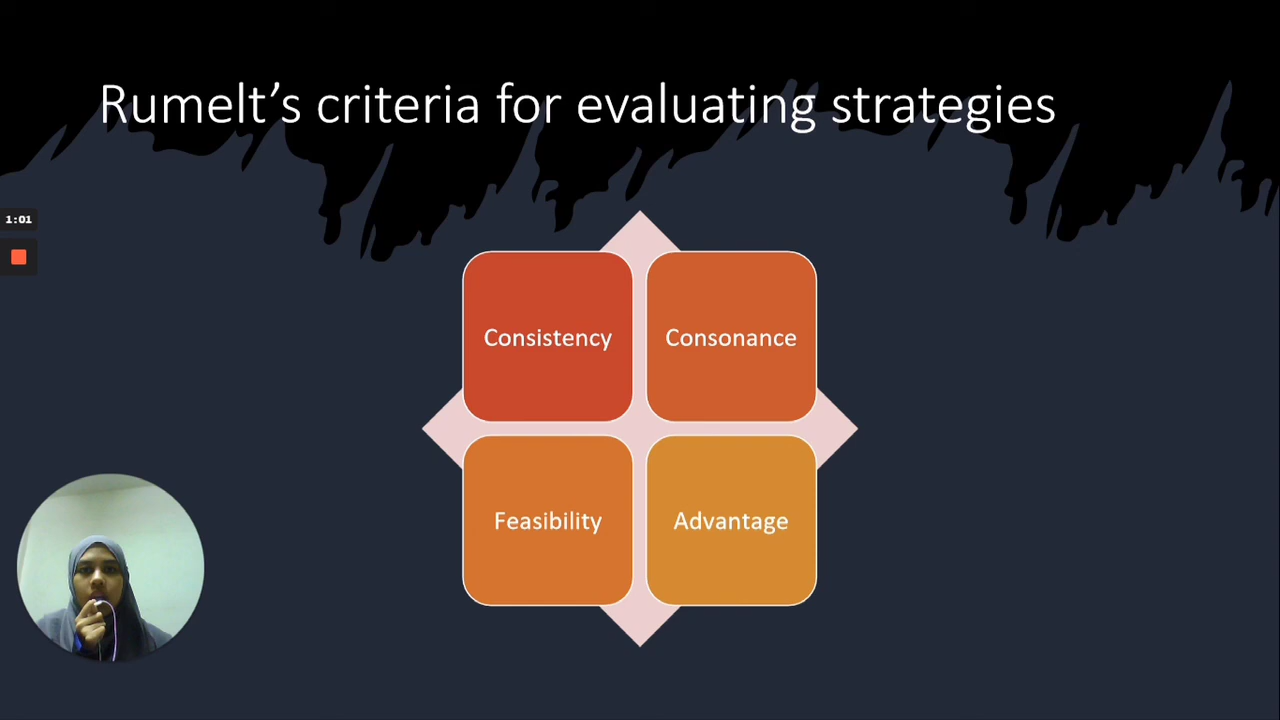 Rumelt’s criteria for evaluating strategies
1:01
Consistency
Consonance
Feasibility
Advantage